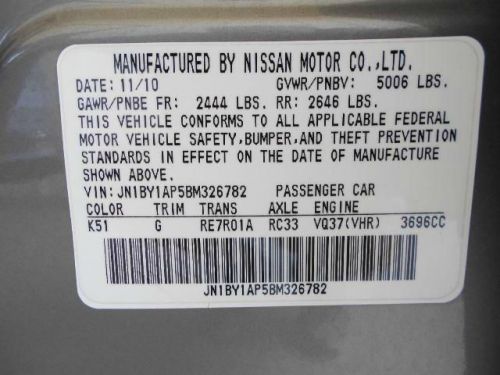 MANUFACTURED BY NISSAN MOTOR CO.,LTD.
DATE: 11/10 GVWR/PNBV: 5006 LBS.
GAWR/PNBE FR: 2444 LBS. RR: 2646 LBS.
THIS VEHICLE CONFORMS TO ALL APPLICABLE FEDERAL
MOTOR VEHICLE SAFETY,BUMPER,AND THEFT PREVENTION
STANDARDS IN EFFECT ON THE DATE OF MANUFACTURE
SHOWN ABOVE.
VIN: JN1BY1AP5BM326782 PASSENGER CAR
COLOR TRIM TRANS AXLE ENGINE
K51 G RE7R01A RC33 VQ37(VHR) 3696CC
JN1BY1AP5BM326782